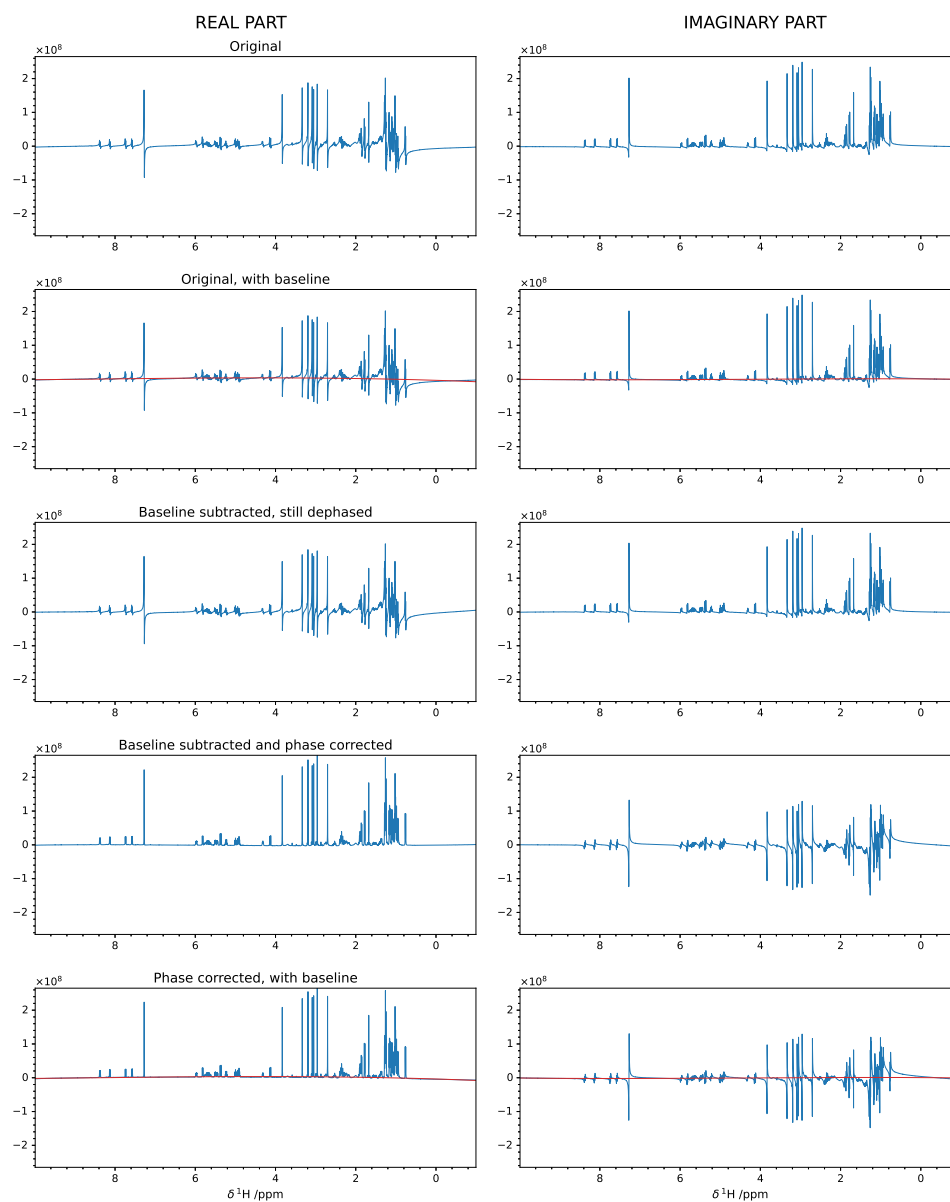 REAL PART IMAGINARY PART
Original
×10⁸ ×10⁸
2 2
1 1
0 0
−1 −1
−2 −2
8 6 4 2 0 8 6 4 2 0
Original, with baseline
×10⁸ ×10⁸
2 2
1 1
0 0
−1 −1
−2 −2
8 6 4 2 0 8 6 4 2 0
Baseline subtracted, still dephased
×10⁸ ×10⁸
2 2
1 1
0 0
−1 −1
−2 −2
8 6 4 2 0 8 6 4 2 0
Baseline subtracted and phase corrected
×10⁸ ×10⁸
2 2
1 1
0 0
−1 −1
−2 −2
8 6 4 2 0 8 6 4 2 0
Phase corrected, with baseline
×10⁸ ×10⁸
2 2
1 1
0 0
−1 −1
−2 −2
8 6 4 2 0 8 6 4 2 0
δ ¹H /ppm δ ¹H /ppm